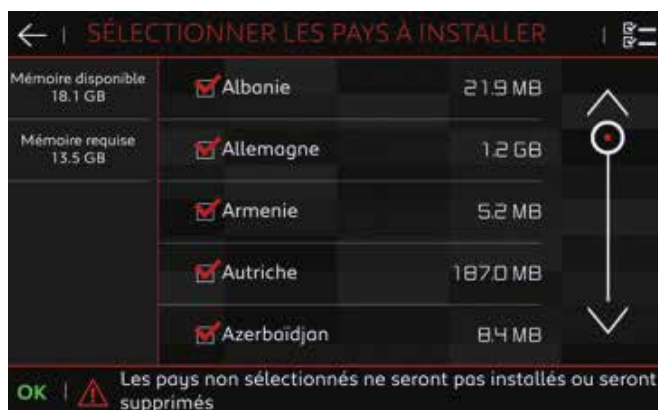 SÉLECTIONNER LES PAYS À INSTALLER
Mémoire disponible
18.1 GB
Mémoire requise
13.5 GB
Albanie 21.9 MB
Allemagne 1.2 GB
Armenie 5.2 MB
Autriche 187.0 MB
Azerbaïdjan 8.4 MB
OK
Les pays non sélectionnés ne seront pas installés ou seront
supprimés